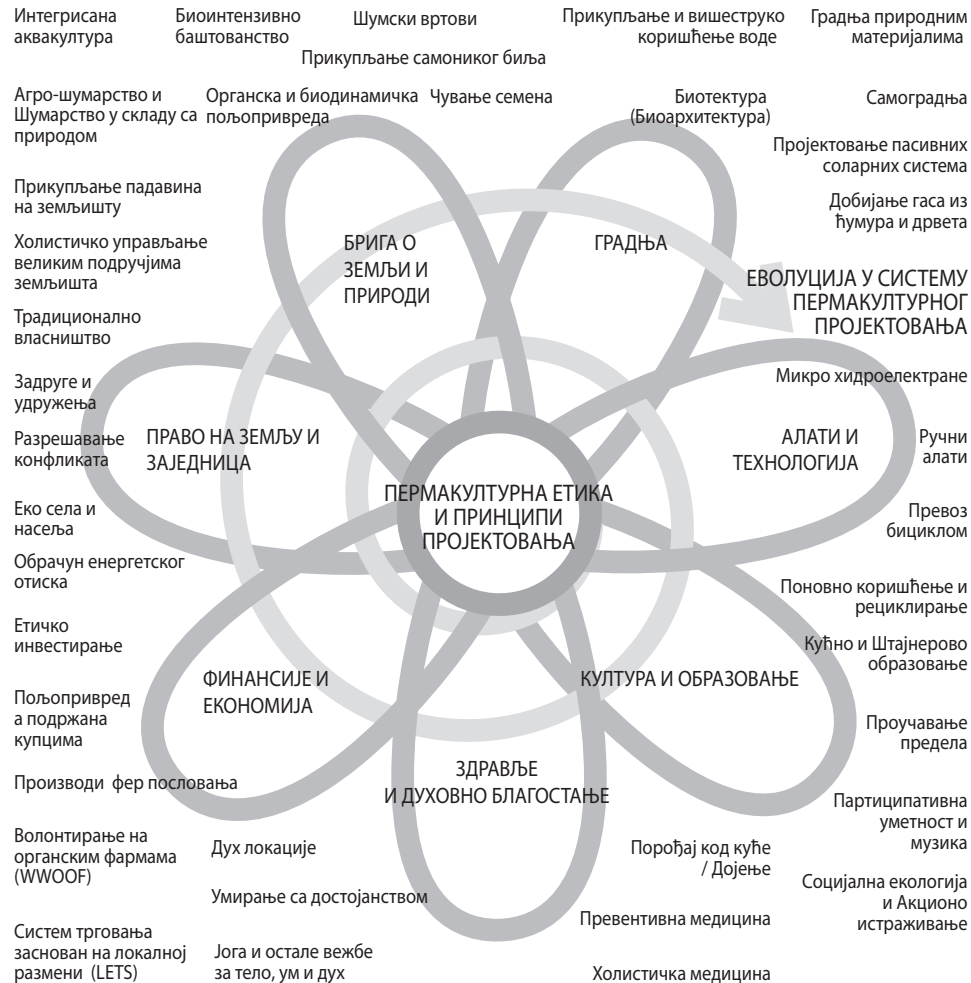 Интегрисана
аквакултура
Биоинтензивно
баштованство
Шумски вртови
Прикупљање и вишеструко
коришћење воде
Градња природним
материјалима
Прикупљање самониког биља
Агро-шумарство и
Шумарство у складу са
природом
Органска и биодинамичка
пољопривреда
Чување семена
Биотектура
(Биоархитектура)
Самоградња
Пројектовање пасивних
соларних система
Прикупљање падавина
на земљишту
Добијање гаса из
ћумура и дрвета
Холистичко управљање
великим подручјима
земљишта
БРИГА О
ЗЕМЉИ И
ПРИРОДИ
ГРАДЊА
ЕВОЛУЦИЈА У СИСТЕМУ
ПЕРМАКУЛТУРНОГ
ПРОЈЕКТОВАЊА
Традиционално
власништво
Микро хидроелектране
Задруге и
удружења
Разрешавање
конфликата
ПРАВО НА ЗЕМЉУ И
ЗАЈЕДНИЦА
АЛАТИ И
ТЕХНОЛОГИЈА
Ручни
алати
ПЕРМАКУЛТУРНА ЕТИКА
И ПРИНЦИПИ
ПРОЈЕКТОВАЊА
Еко села и
насеља
Превоз
бициклом
Обрачун енергетског
отиска
Поновно коришћење и
рециклирање
Етичко
инвестирање
Кућно и Штајнерово
образовање
ФИНАНСИЈЕ И
ЕКОНОМИЈА
КУЛТУРА И ОБРАЗОВАЊЕ
Пољопривред
а подржана
купцима
Проучавање
предела
ЗДРАВЉЕ
И ДУХОВНО БЛАГОСТАЊЕ
Производи фер пословања
Партиципативна
уметност и
музика
Волонтирање на
органским фармама
(WWOOF)
Дух локације
Порођај код куће
/ Дојење
Умирање са достојанством
Социјална екологија
и Акционо
истраживање
Превентивна медицина
Систем трговања
заснован на локалној
размени (LETS)
Јога и остале вежбе
за тело, ум и дух
Холистичка медицина